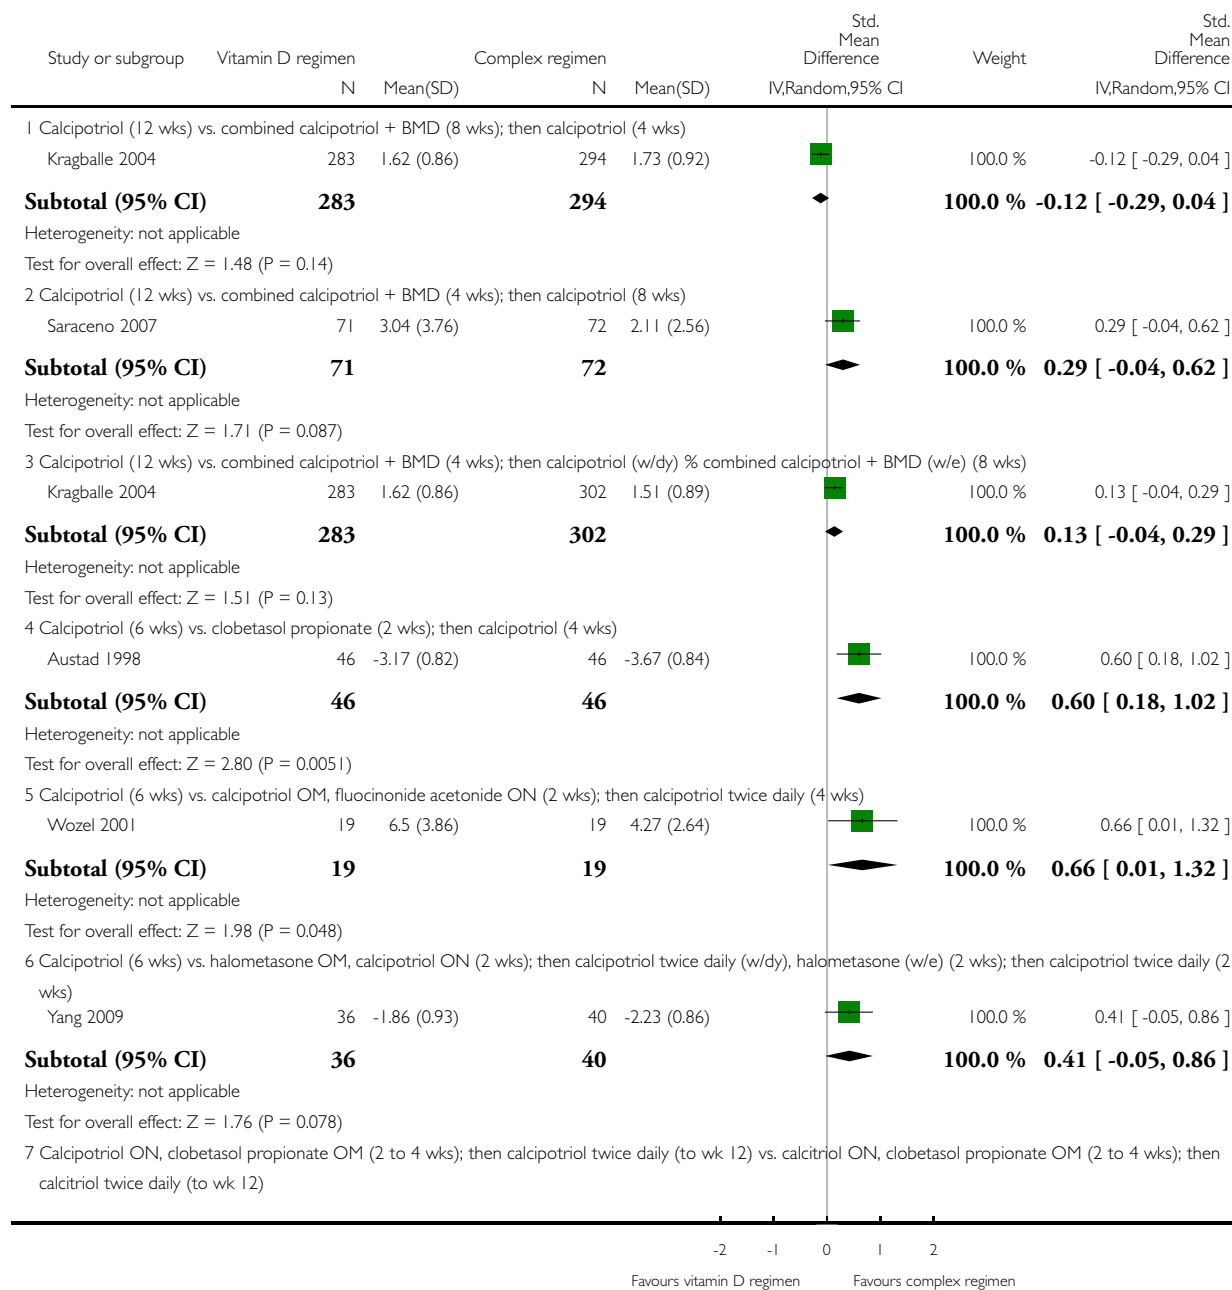 Study or subgroup Vitamin D regimen Complex regimen Std. Mean Difference Weight Std. Mean Difference
N Mean(SD) N Mean(SD) IV,Random,95% CI IV,Random,95% CI
1 Calcipotriol (12 wks) vs. combined calcipotriol + BMD (8 wks); then calcipotriol (4 wks)
Kragballe 2004 283 1.62 (0.86) 294 1.73 (0.92) 100.0 % -0.12 [ -0.29, 0.04 ]
Subtotal (95% CI) 283 294 100.0 % -0.12 [ -0.29, 0.04 ]
Heterogeneity: not applicable
Test for overall effect: Z = 1.48 (P = 0.14)
2 Calcipotriol (12 wks) vs. combined calcipotriol + BMD (4 wks); then calcipotriol (8 wks)
Saraceno 2007 71 3.04 (3.76) 72 2.11 (2.56) 100.0 % 0.29 [ -0.04, 0.62 ]
Subtotal (95% CI) 71 72 100.0 % 0.29 [ -0.04, 0.62 ]
Heterogeneity: not applicable
Test for overall effect: Z = 1.71 (P = 0.087)
3 Calcipotriol (12 wks) vs. combined calcipotriol + BMD (4 wks); then calcipotriol (w/dy) % combined calcipotriol + BMD (w/e) (8 wks)
Kragballe 2004 283 1.62 (0.86) 302 1.51 (0.89) 100.0 % 0.13 [ -0.04, 0.29 ]
Subtotal (95% CI) 283 302 100.0 % 0.13 [ -0.04, 0.29 ]
Heterogeneity: not applicable
Test for overall effect: Z = 1.51 (P = 0.13)
4 Calcipotriol (6 wks) vs. clobetasol propionate (2 wks); then calcipotriol (4 wks)
Austad 1998 46 -3.17 (0.82) 46 -3.67 (0.84) 100.0 % 0.60 [ 0.18, 1.02 ]
Subtotal (95% CI) 46 46 100.0 % 0.60 [ 0.18, 1.02 ]
Heterogeneity: not applicable
Test for overall effect: Z = 2.80 (P = 0.0051)
5 Calcipotriol (6 wks) vs. calcipotriol OM, fluocinonide acetonide ON (2 wks); then calcipotriol twice daily (4 wks)
Wozel 2001 19 6.5 (3.86) 19 4.27 (2.64) 100.0 % 0.66 [ 0.01, 1.32 ]
Subtotal (95% CI) 19 19 100.0 % 0.66 [ 0.01, 1.32 ]
Heterogeneity: not applicable
Test for overall effect: Z = 1.98 (P = 0.048)
6 Calcipotriol (6 wks) vs. halometasone OM, calcipotriol ON (2 wks); then calcipotriol twice daily (w/dy), halometasone (w/e) (2 wks); then calcipotriol twice daily (2
wks)
Yang 2009 36 -1.86 (0.93) 40 -2.23 (0.86) 100.0 % 0.41 [ -0.05, 0.86 ]
Subtotal (95% CI) 36 40 100.0 % 0.41 [ -0.05, 0.86 ]
Heterogeneity: not applicable
Test for overall effect: Z = 1.76 (P = 0.078)
7 Calcipotriol ON, clobetasol propionate OM (2 to 4 wks); then calcipotriol twice daily (to wk 12) vs. calcitriol ON, clobetasol propionate OM (2 to 4 wks); then
calcitriol twice daily (to wk 12)
-2 -1 0 1 2
Favours vitamin D regimen Favours complex regimen